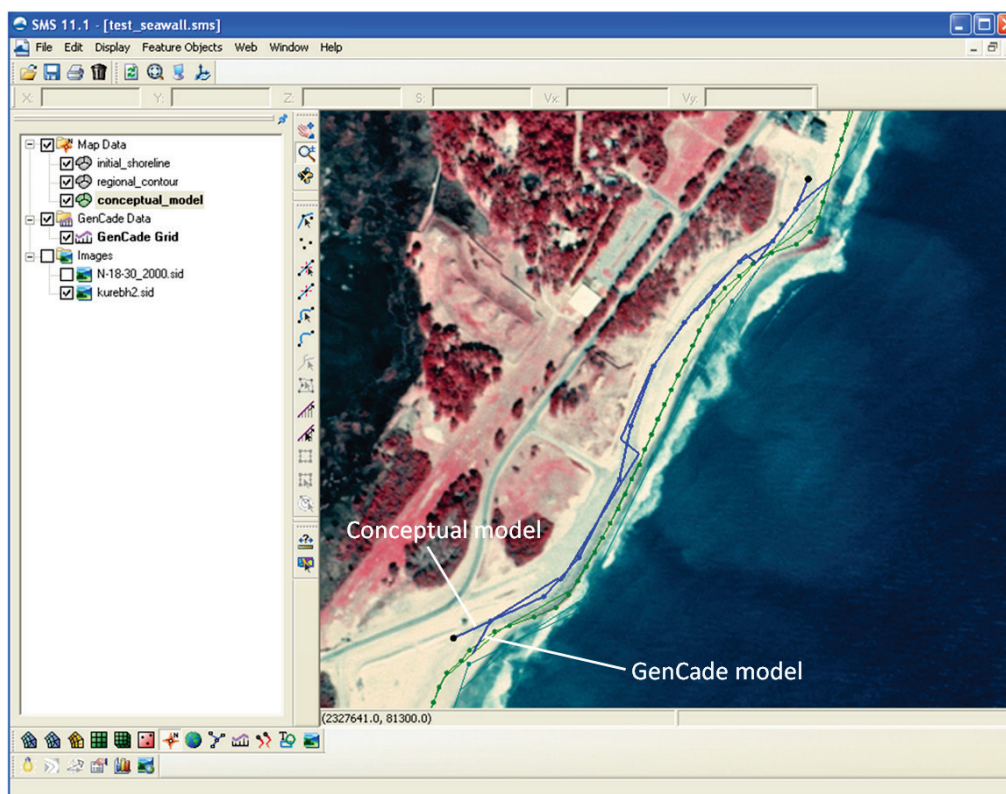 SMS 11.1 - [test_seawall.sms]
File Edit Display Feature Objects Web Window Help
X: Y: Z: S: Vx: Vy:
Map Data
initial_shoreline
regional_contour
conceptual_model
GenCade Data
GenCade Grid
Images
N-18-30_2000.sid
kurebh2.sid
Conceptual model
GenCade model
(2327641.0, 81300.0)